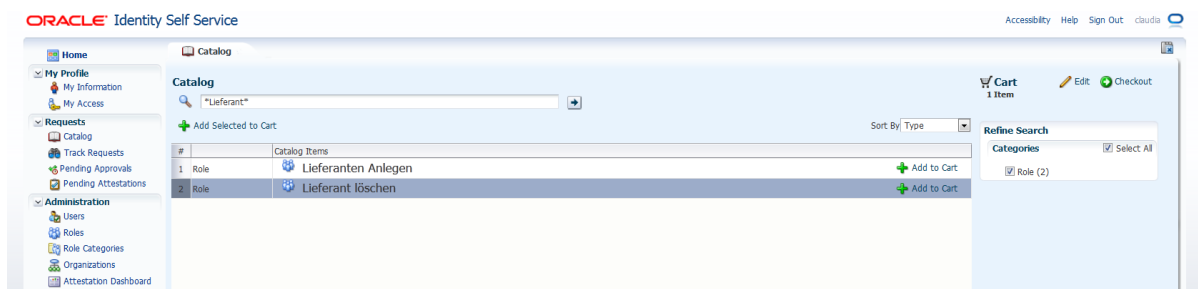 ORACLE® Identity Self Service
Accessibility Help Sign Out claudia
Home
My Profile
My Information
My Access
Requests
Catalog
Track Requests
Pending Approvals
Pending Attestations
Administration
Users
Roles
Role Categories
Organizations
Attestation Dashboard
Catalog
Catalog
*Lieferant*
Add Selected to Cart
Sort By Type
# Catalog Items
1 Role Lieferanten Anlegen Add to Cart
2 Role Lieferant löschen Add to Cart
Cart Edit Checkout
1 Item
Refine Search
Categories Select All
Role (2)